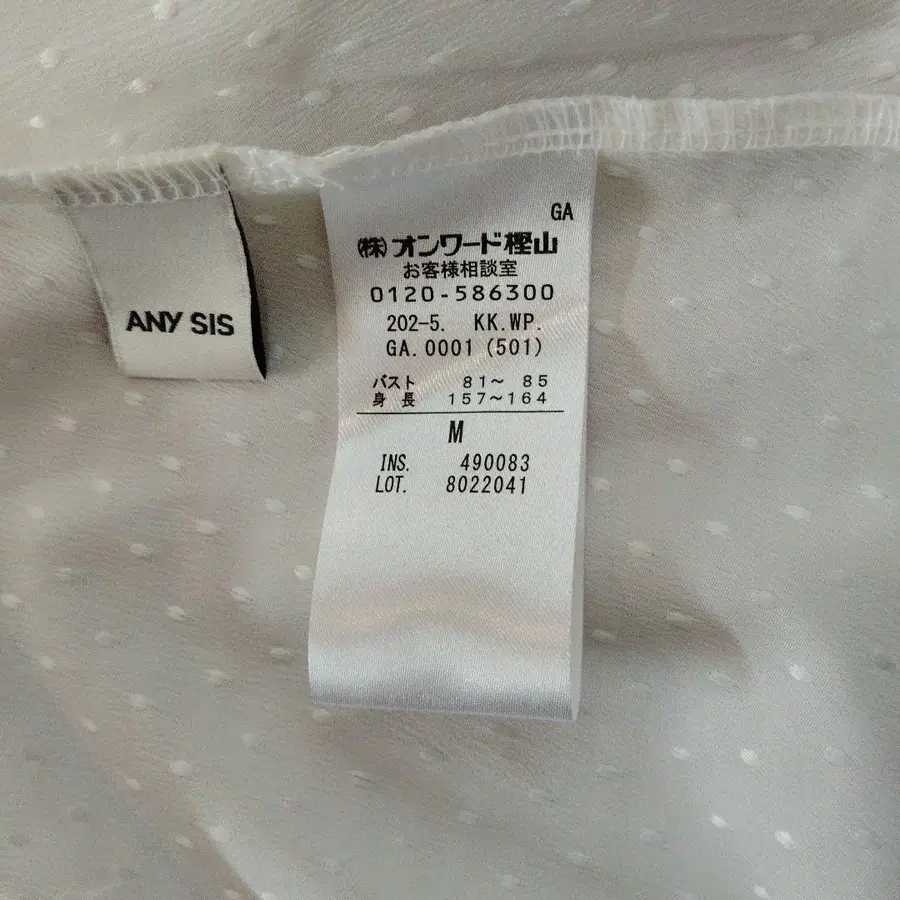 ANY SIS
GA
(株)オンワード樫山
お客様相談室
0120-586300
202-5. KK.WP.
GA.0001(501)
バスト 81〜 85
身 長 157〜164
M
INS. 490083
LOT. 8022041